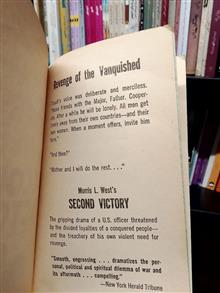 Revenge of the Vanquished
voice was deliberate and merciless.
friends with the Major, Father. Cooper-
After a while he will be lonely. All men get
away from their own countries—and their
own women. When a moment offers, invite him
"And then?"
"Mother and I will do the rest. . . ."
Morris L. West's
SECOND VICTORY
The gripping drama of a U.S. officer threatened
by the divided loyalties of a conquered people—
and the treachery of his own violent need for
revenge.
"Smooth, engrossing . . . dramatizes the per-
sonal, political and spiritual dilemma of war and
its aftermath . . . compelling."
—New York Herald Tribune